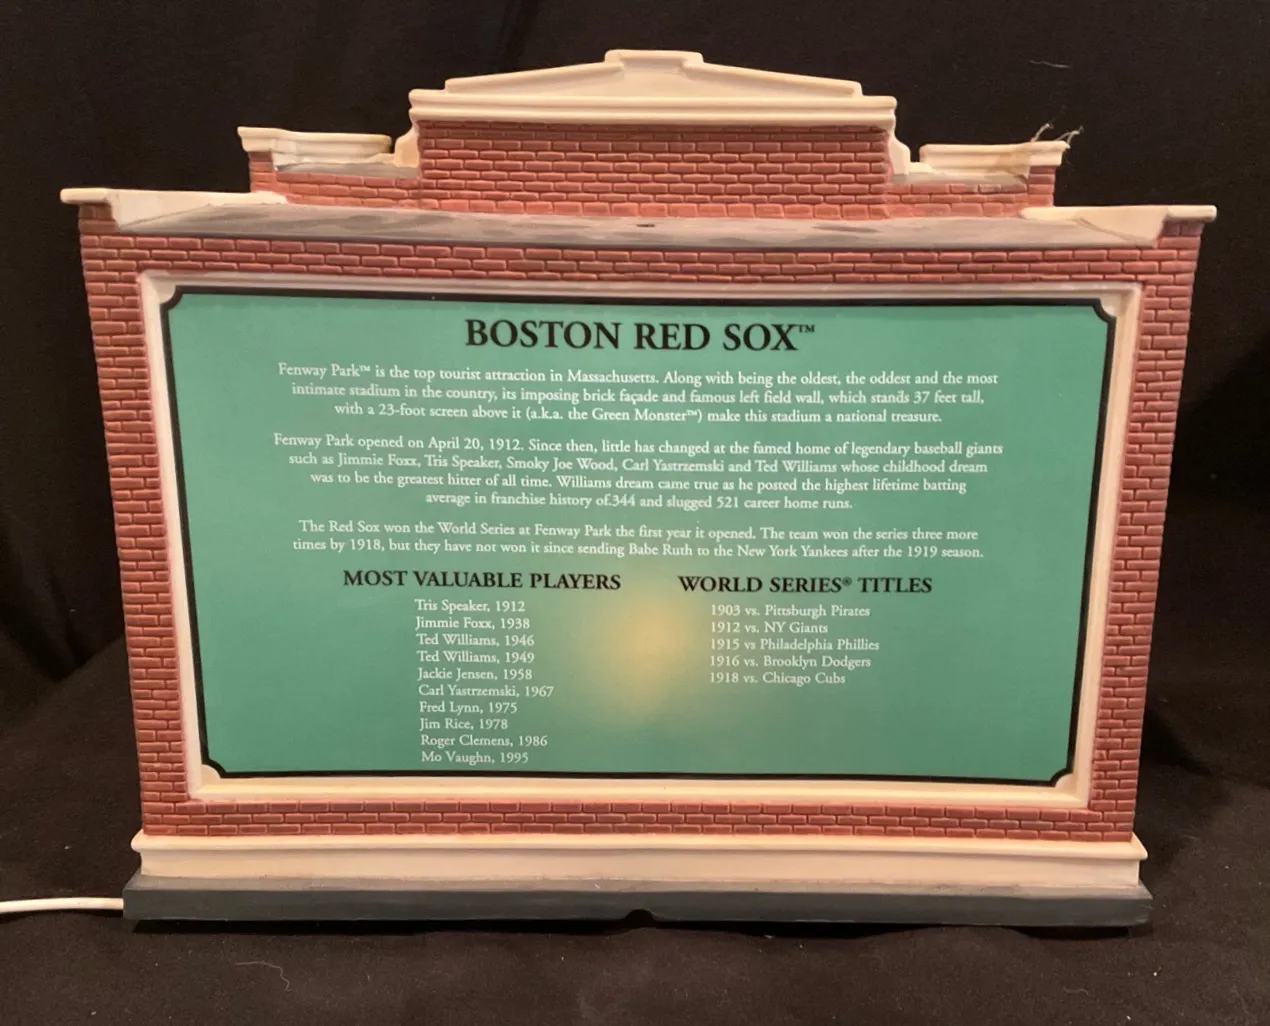 BOSTON RED SOX™
Fenway Park™ is the top tourist attraction in Massachusetts. Along with being the oldest, the oddest and the most
intimate stadium in the country, its imposing brick façade and famous left field wall, which stands 37 feet tall,
with a 23-foot screen above it (a.k.a. the Green Monster™) make this stadium a national treasure.
Fenway Park opened on April 20, 1912. Since then, little has changed at the famed home of legendary baseball giants
such as Jimmie Foxx, Tris Speaker, Smoky Joe Wood, Carl Yastrzemski and Ted Williams whose childhood dream
was to be the greatest hitter of all time. Williams dream came true as he posted the highest lifetime batting
average in franchise history of.344 and slugged 521 career home runs.
The Red Sox won the World Series at Fenway Park the first year it opened. The team won the series three more
times by 1918, but they have not won it since sending Babe Ruth to the New York Yankees after the 1919 season.
MOST VALUABLE PLAYERS
Tris Speaker, 1912
Jimmie Foxx, 1938
Ted Williams, 1946
Ted Williams, 1949
Jackie Jensen, 1958
Carl Yastrzemski, 1967
Fred Lynn, 1975
Jim Rice, 1978
Roger Clemens, 1986
Mo Vaughn, 1995
WORLD SERIES® TITLES
1903 vs. Pittsburgh Pirates
1912 vs. NY Giants
1915 vs Philadelphia Phillies
1916 vs. Brooklyn Dodgers
1918 vs. Chicago Cubs